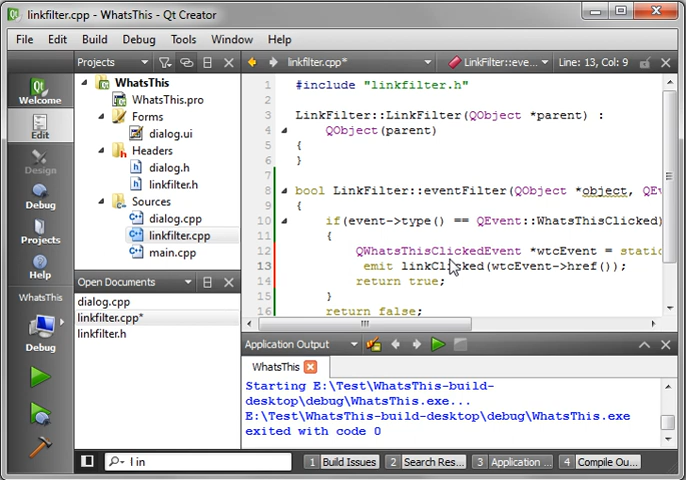 linkfilter.cpp - WhatsThis - Qt Creator
File Edit Build Debug Tools Window Help
Projects
linkfilter.cpp*
LinkFilter::eve...
Line: 13, Col: 9
Welcome
Edit
Design
Debug
Projects
Help
WhatsThis
Debug
WhatsThis
WhatsThis.pro
Forms
dialog.ui
Headers
dialog.h
linkfilter.h
Sources
dialog.cpp
linkfilter.cpp
main.cpp
Open Documents
dialog.cpp
linkfilter.cpp*
linkfilter.h
1 #include "linkfilter.h"
2
3 LinkFilter::LinkFilter(QObject *parent) :
4 QObject(parent)
5 {
6 }
7
8 bool LinkFilter::eventFilter(QObject *object, QEv
9 {
10 if(event->type() == QEvent::WhatsThisClicked)
11 {
12 QWhatsThisClickedEvent *wtcEvent = static
13 emit linkClicked(wtcEvent->href());
14 return true;
15 }
16 return false;
Application Output
WhatsThis
Starting E:\Test\WhatsThis-build-
desktop\debug\WhatsThis.exe...
E:\Test\WhatsThis-build-desktop\debug\WhatsThis.exe
exited with code 0
l in
1 Build Issues
2 Search Res...
3 Application ...
4 Compile Ou...